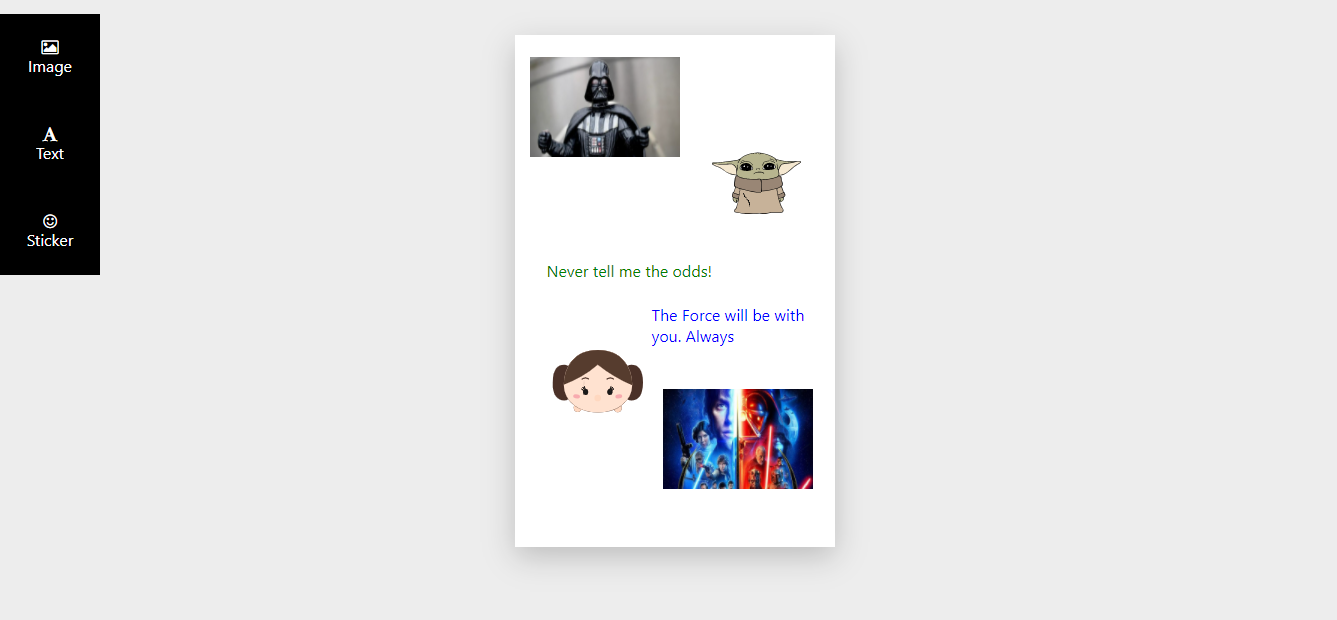 Image
Text
Sticker
Never tell me the odds!
The Force will be with
you. Always